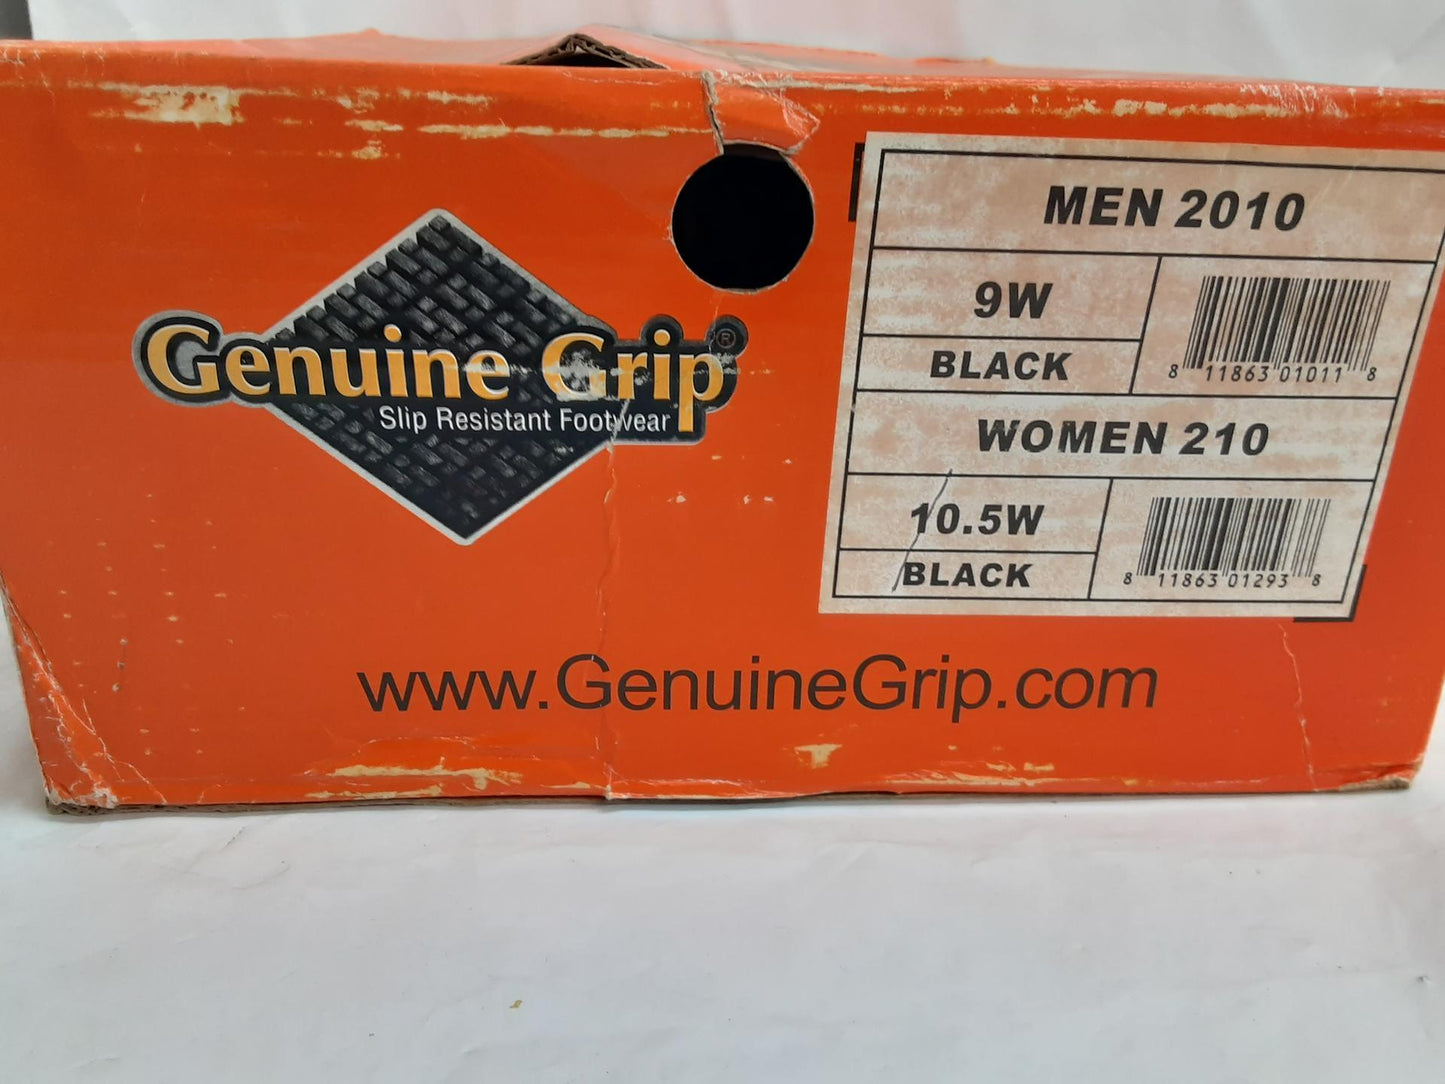 Genuine Grip®
Slip Resistant Footwear
MEN 2010
9W
BLACK
8 11863 01011 8
WOMEN 210
10.5W
BLACK
8 11863 01293 8
www.GenuineGrip.com